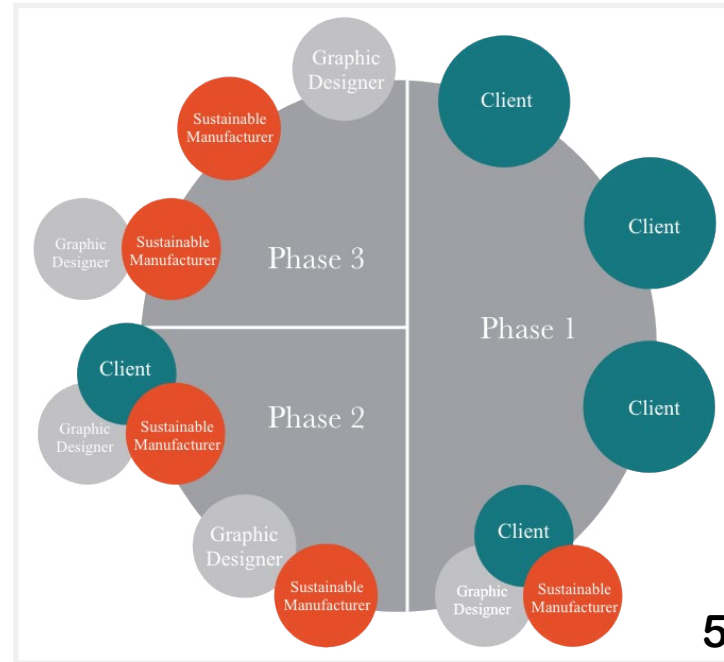 Graphic
Designer
Client
Sustainable
Manufacturer
Client
Graphic
Designer
Sustainable
Manufacturer
Phase 3
Phase 1
Client
Client
Graphic
Designer
Sustainable
Manufacturer
Phase 2
Graphic
Designer
Client
Sustainable
Manufacturer
Graphic
Designer
Sustainable
Manufacturer
5